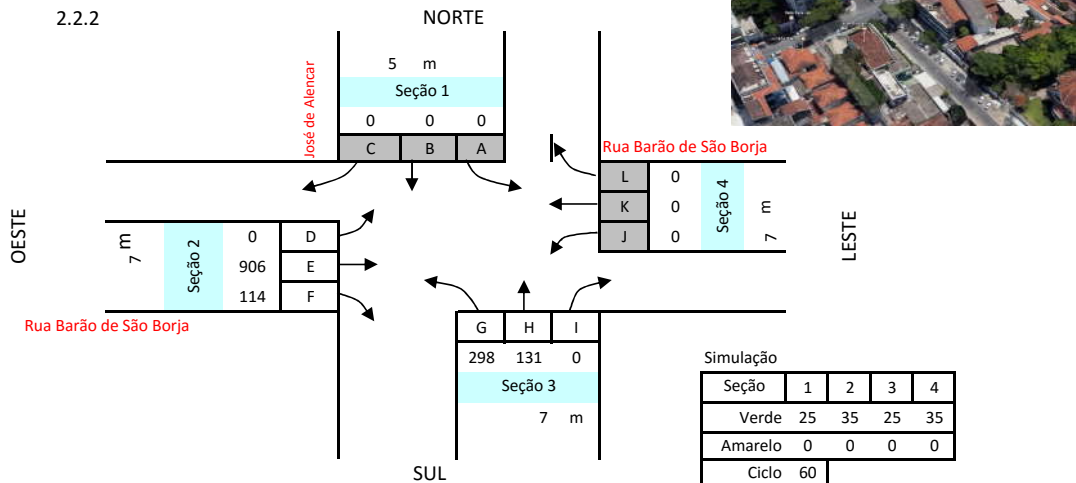 2.2.2
NORTE
José de Alencar
5 m
Seção 1
0 0 0
C B A
Rua Barão de São Borja
L 0
K 0
J 0
Seção 4
7 m
LESTE
OESTE
7 m
Seção 2
0 D
906 E
114 F
Rua Barão de São Borja
G H I
298 131 0
Seção 3
7 m
SUL
Simulação
Seção 1 2 3 4
Verde 25 35 25 35
Amarelo 0 0 0 0
Ciclo 60